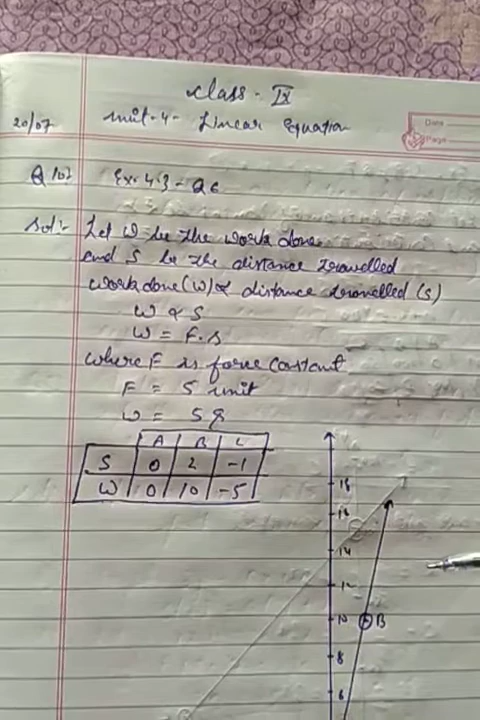 Class - IX
20/07 Unit-4- Linear Equation
Date
Page
Q 10) Ex. 4.3 - Q6
Sol:- Let W be the work done
and S be the distance travelled
work done (W) ∝ distance travelled (s)
W ∝ S
W = F.s
where F is force constant
F = 5 unit
W = 5s
A B C
S 0 2 -1
W 0 10 -5
18
16
14
12
10 B
8
6